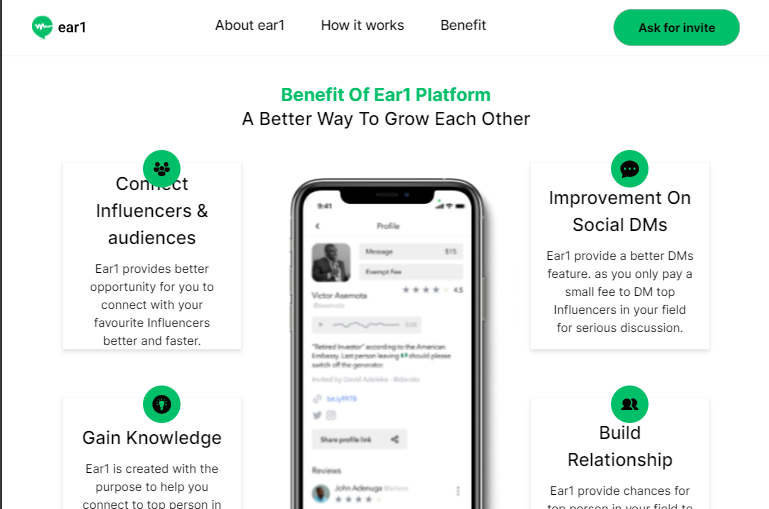 ear1
About ear1
How it works
Benefit
Ask for invite
Benefit Of Ear1 Platform
A Better Way To Grow Each Other
Connect
Influencers &
audiences
Ear1 provides better
opportunity for you to
connect with your
favourite Influencers
better and faster.
Gain Knowledge
Ear1 is created with the
purpose to help you
connect to top person in
9:41
Profile
Message $15
Exempt Fee
4.5
Victor Asemota
@asemota
0:03
"Retired Investor" according to the American
Embassy. Last person leaving should please
switch off the generator.
Invited by David Adeleke - @davido
be.ly/9978
Share profile link
Reviews
John Adenuga
Improvement On
Social DMs
Ear1 provide a better DMs
feature. as you only pay a
small fee to DM top
Influencers in your field
for serious discussion.
Build
Relationship
Ear1 provide chances for
top person in your field to